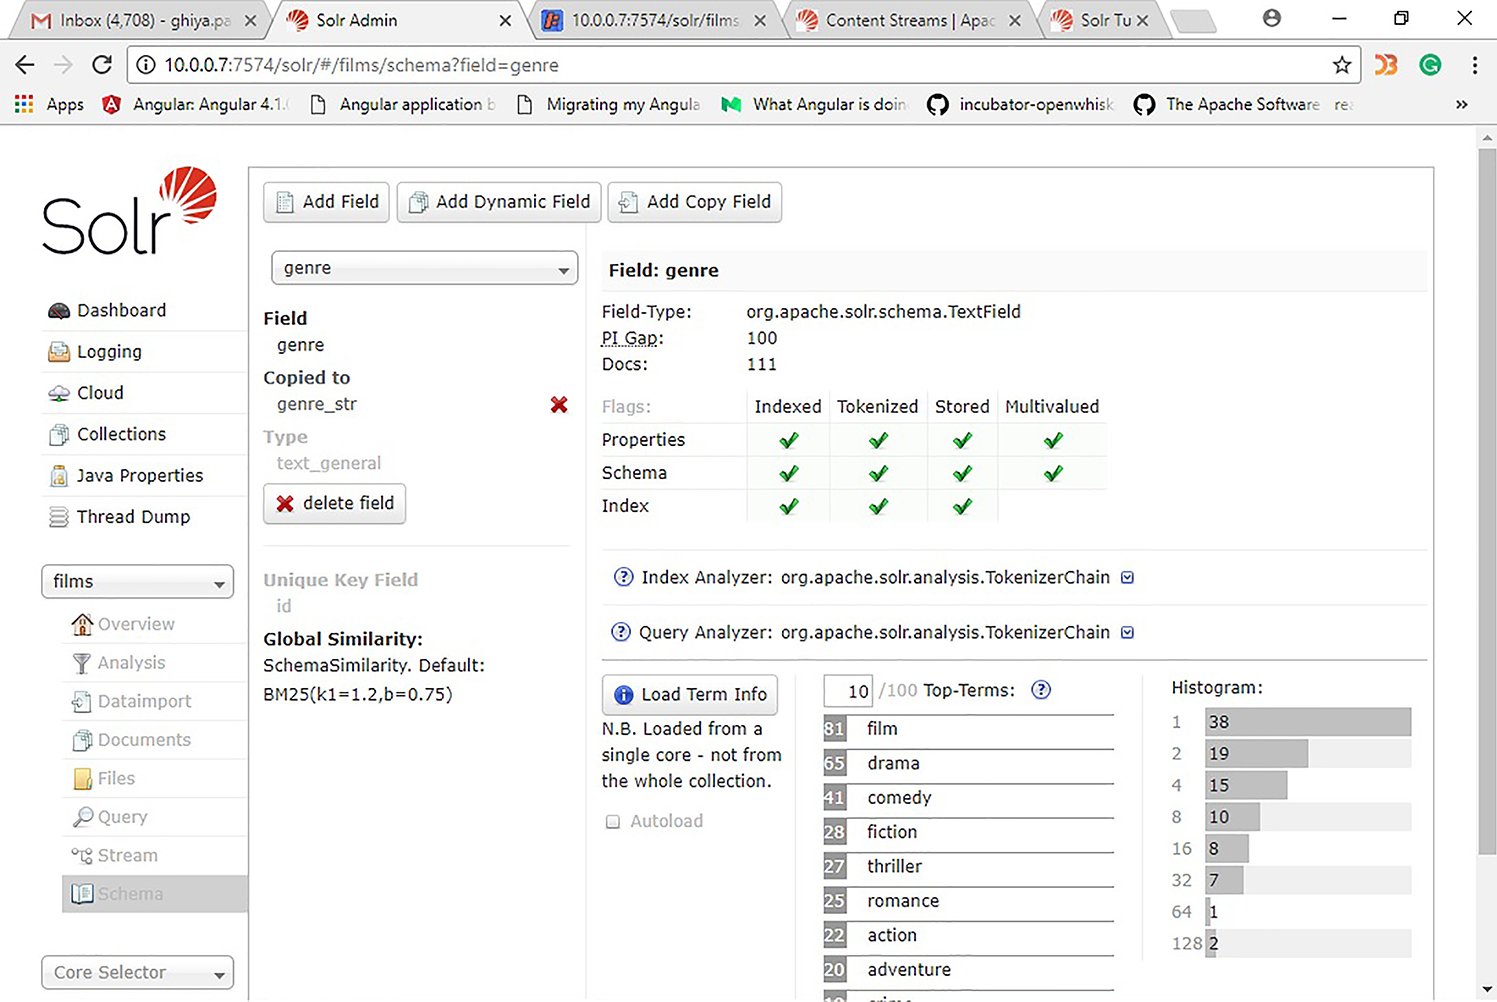 Inbox (4,708) - ghiya.pa
Solr Admin
10.0.0.7:7574/solr/films
Content Streams | Apac
Solr Tu
10.0.0.7:7574/solr/#/films/schema?field=genre
Apps
Angular: Angular 4.1.
Angular application
Migrating my Angula
What Angular is doin
incubator-openwhisk
The Apache Software
Solr
Dashboard
Logging
Cloud
Collections
Java Properties
Thread Dump
films
Overview
Analysis
Dataimport
Documents
Files
Query
Stream
Schema
Core Selector
Add Field
Add Dynamic Field
Add Copy Field
genre
Field
genre
Copied to
genre_str
Type
text_general
delete field
Unique Key Field
id
Global Similarity:
SchemaSimilarity. Default:
BM25(k1=1.2,b=0.75)
Field: genre
Field-Type: org.apache.solr.schema.TextField
PI Gap: 100
Docs: 111
Flags: Indexed Tokenized Stored Multivalued
Properties
Schema
Index
Index Analyzer: org.apache.solr.analysis.TokenizerChain
Query Analyzer: org.apache.solr.analysis.TokenizerChain
Load Term Info
N.B. Loaded from a
single core - not from
the whole collection.
Autoload
10 /100 Top-Terms:
81 film
65 drama
41 comedy
28 fiction
27 thriller
25 romance
22 action
20 adventure
Histogram:
1 38
2 19
4 15
8 10
16 8
32 7
64 1
128 2